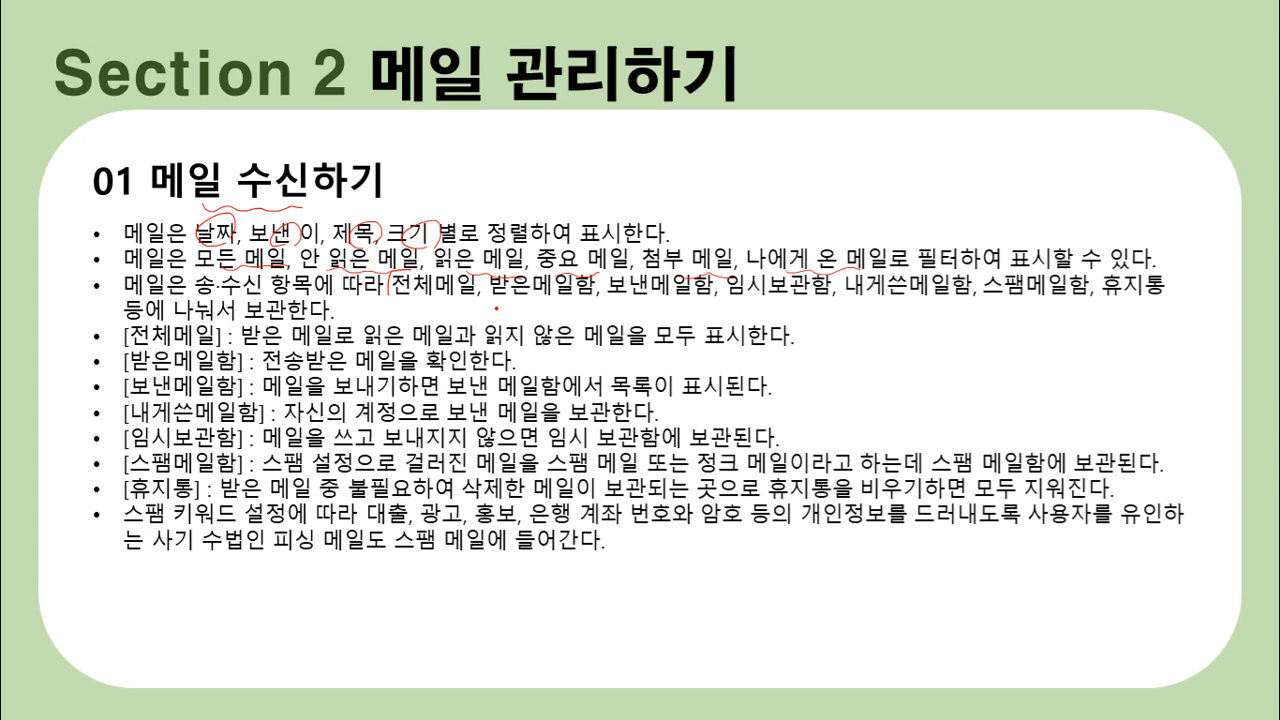 Section 2 메일 관리하기
01 메일 수신하기
• 메일은 날짜, 보낸 이, 제목, 크기 별로 정렬하여 표시한다.
• 메일은 모든 메일, 안 읽은 메일, 읽은 메일, 중요 메일, 첨부 메일, 나에게 온 메일로 필터하여 표시할 수 있다.
• 메일은 송·수신 항목에 따라 전체메일, 받은메일함, 보낸메일함, 임시보관함, 내게쓴메일함, 스팸메일함, 휴지통
등에 나눠서 보관한다.
• [전체메일] : 받은 메일로 읽은 메일과 읽지 않은 메일을 모두 표시한다.
• [받은메일함] : 전송받은 메일을 확인한다.
• [보낸메일함] : 메일을 보내기하면 보낸 메일함에서 목록이 표시된다.
• [내게쓴메일함] : 자신의 계정으로 보낸 메일을 보관한다.
• [임시보관함] : 메일을 쓰고 보내지지 않으면 임시 보관함에 보관된다.
• [스팸메일함] : 스팸 설정으로 걸러진 메일을 스팸 메일 또는 정크 메일이라고 하는데 스팸 메일함에 보관된다.
• [휴지통] : 받은 메일 중 불필요하여 삭제한 메일이 보관되는 곳으로 휴지통을 비우기하면 모두 지워진다.
• 스팸 키워드 설정에 따라 대출, 광고, 홍보, 은행 계좌 번호와 암호 등의 개인정보를 드러내도록 사용자를 유인하
는 사기 수법인 피싱 메일도 스팸 메일에 들어간다.